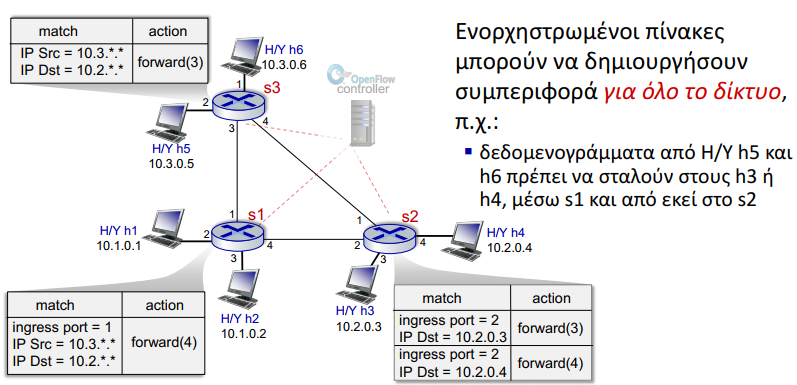 match action
IP Src = 10.3.*.*
IP Dst = 10.2.*.*
forward(3)
Η/Υ h6
10.3.0.6
OpenFlow
controller
1
s3
2
3
4
Η/Υ h5
10.3.0.5
Η/Υ h1
10.1.0.1
1
s1
2
3
4
Η/Υ h2
10.1.0.2
1
s2
2
3
4
Η/Υ h4
10.2.0.4
Η/Υ h3
10.2.0.3
match action
ingress port = 1
IP Src = 10.3.*.*
IP Dst = 10.2.*.*
forward(4)
match action
ingress port = 2
IP Dst = 10.2.0.3
forward(3)
ingress port = 2
IP Dst = 10.2.0.4
forward(4)
Ενορχηστρωμένοι πίνακες
μπορούν να δημιουργήσουν
συμπεριφορά για όλο το δίκτυο,
π.χ.:
▪ δεδομενογράμματα από Η/Υ h5 και
h6 πρέπει να σταλούν στους h3 ή
h4, μέσω s1 και από εκεί στο s2